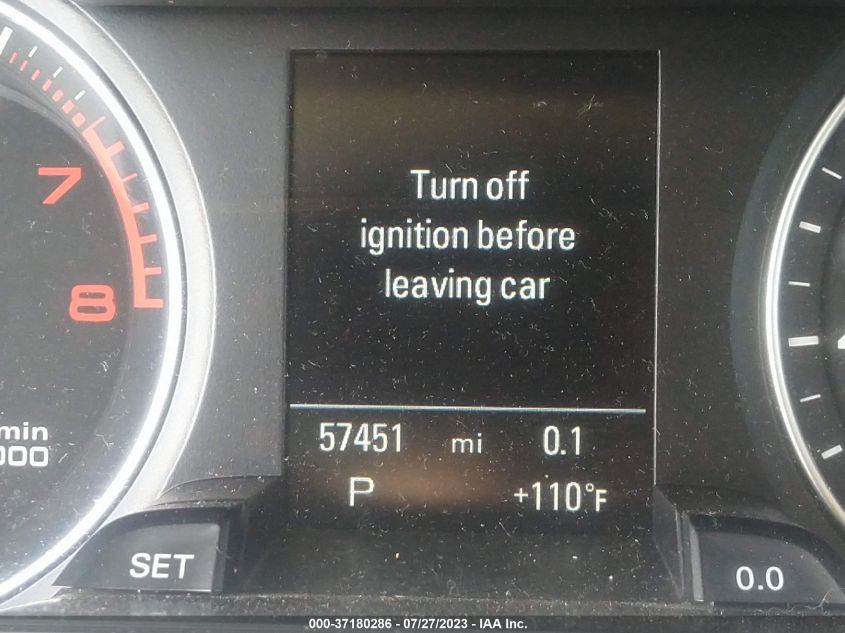 7
8
min
000
Turn off
ignition before
leaving car
57451 mi 0.1
P +110°F
SET
0.0
000-37180286 - 07/27/2023 - IAA Inc.